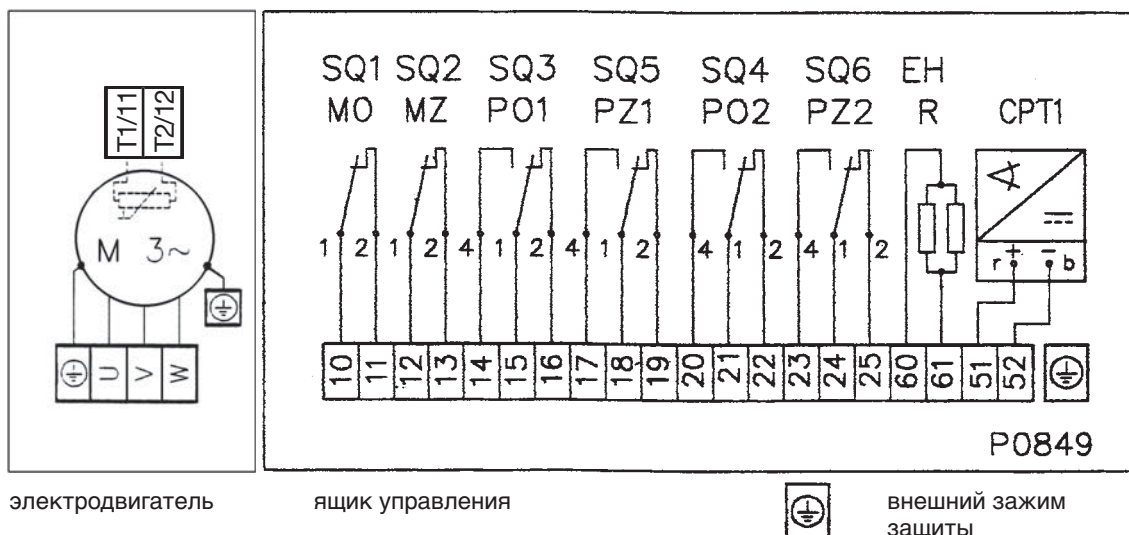 SQ1 SQ2 SQ3 SQ5 SQ4 SQ6 EH
MO MZ PO1 PZ1 PO2 PZ2 R CPT1
T1/11
T2/12
M 3~
1 2 1 2 4 1 2 4 1 2 4 1 2 4 1 2
r + − b
U V W
10 11 12 13 14 15 16 17 18 19 20 21 22 23 24 25 60 61 51 52
P0849
электродвигатель
ящик управления
внешний зажим
защиты